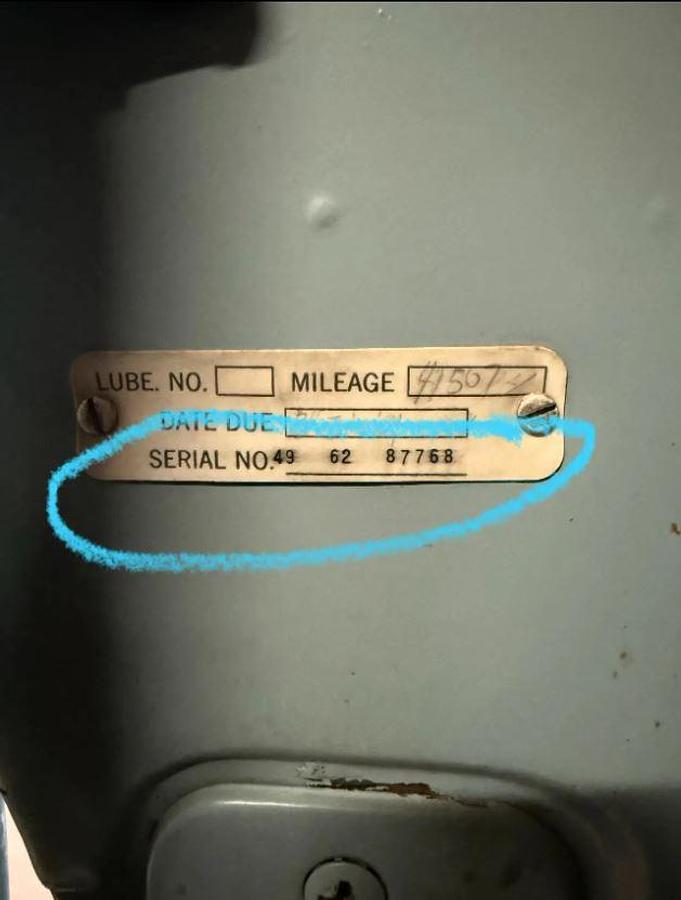 LUBE. NO. MILEAGE
DATE DUE
SERIAL NO. 49 62 87768